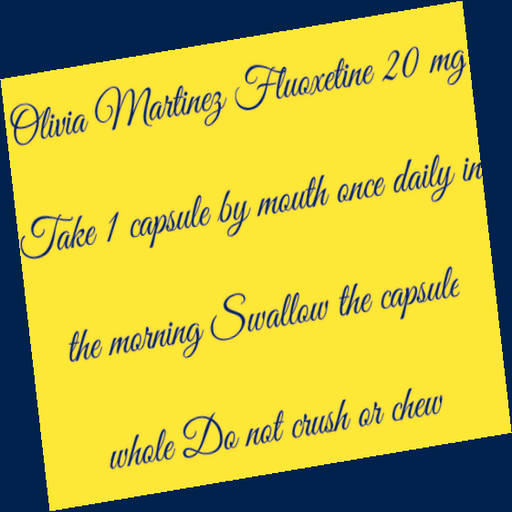 Olivia Martinez Fluoxetine 20 mg
Take 1 capsule by mouth once daily in
the morning Swallow the capsule
whole Do not crush or chew